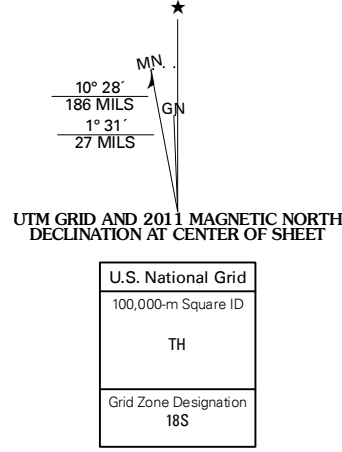 MN
10° 28´
186 MILS
GN
1° 31´
27 MILS
UTM GRID AND 2011 MAGNETIC NORTH
DECLINATION AT CENTER OF SHEET
U.S. National Grid
100,000-m Square ID
TH
Grid Zone Designation
18S